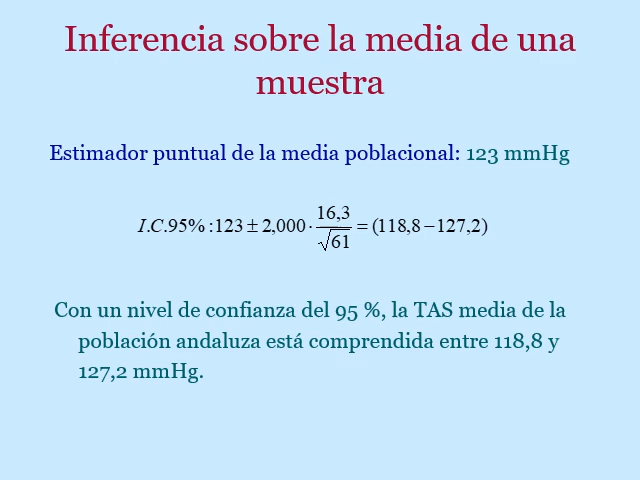 Inferencia sobre la media de una
muestra
Estimador puntual de la media poblacional: 123 mmHg
I.C.95% :123 ± 2,000 · 16,3/√61 = (118,8 − 127,2)
Con un nivel de confianza del 95 %, la TAS media de la
población andaluza está comprendida entre 118,8 y
127,2 mmHg.